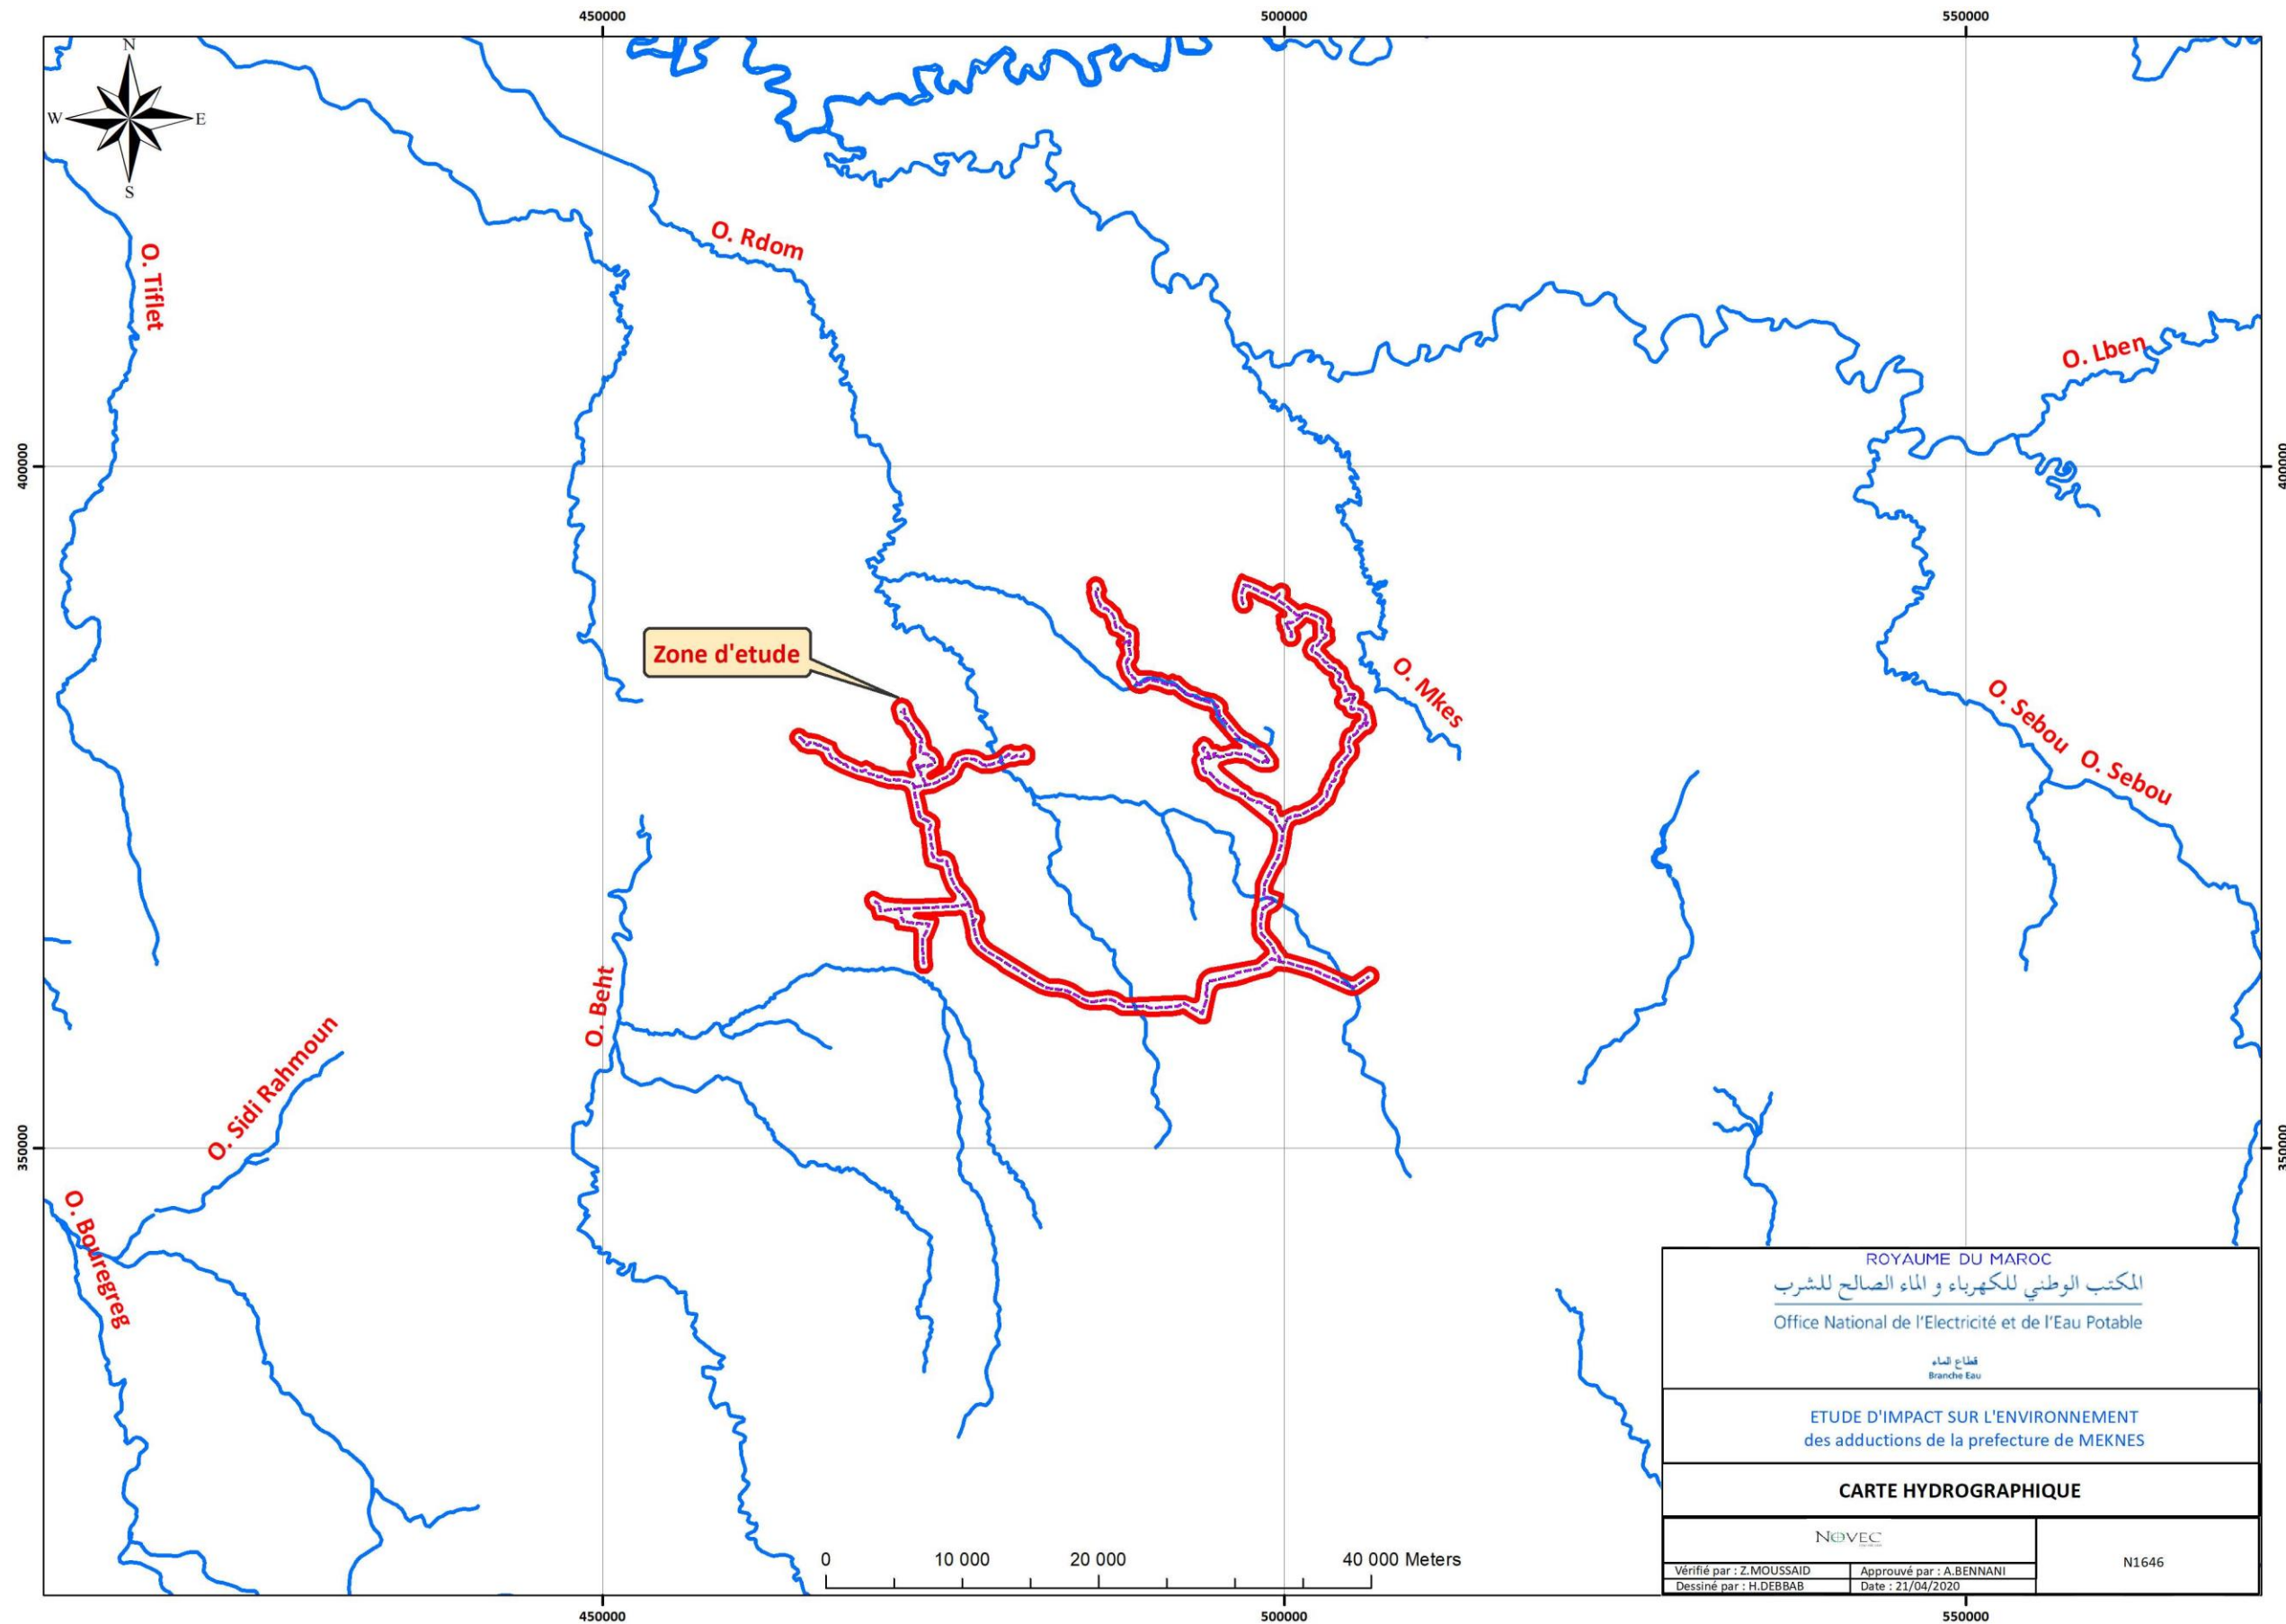 450000
500000
550000
N
W
E
S
O. Tiflet
O. Rdom
O. Lben
400000
400000
Zone d'etude
O. Mkes
O. Sebou
O. Sebou
O. Beht
O. Sidi Rahmoun
O. Bouregreg
350000
350000
ROYAUME DU MAROC
المكتب الوطني للكهرباء و الماء الصالح للشرب
Office National de l'Electricité et de l'Eau Potable
قطاع الماء
Branche Eau
ETUDE D'IMPACT SUR L'ENVIRONNEMENT
des adductions de la prefecture de MEKNES
CARTE HYDROGRAPHIQUE
NOVEC
N1646
Vérifié par : Z.MOUSSAID
Approuvé par : A.BENNANI
Dessiné par : H.DEBBAB
Date : 21/04/2020
0 10 000 20 000 40 000 Meters
450000
500000
550000